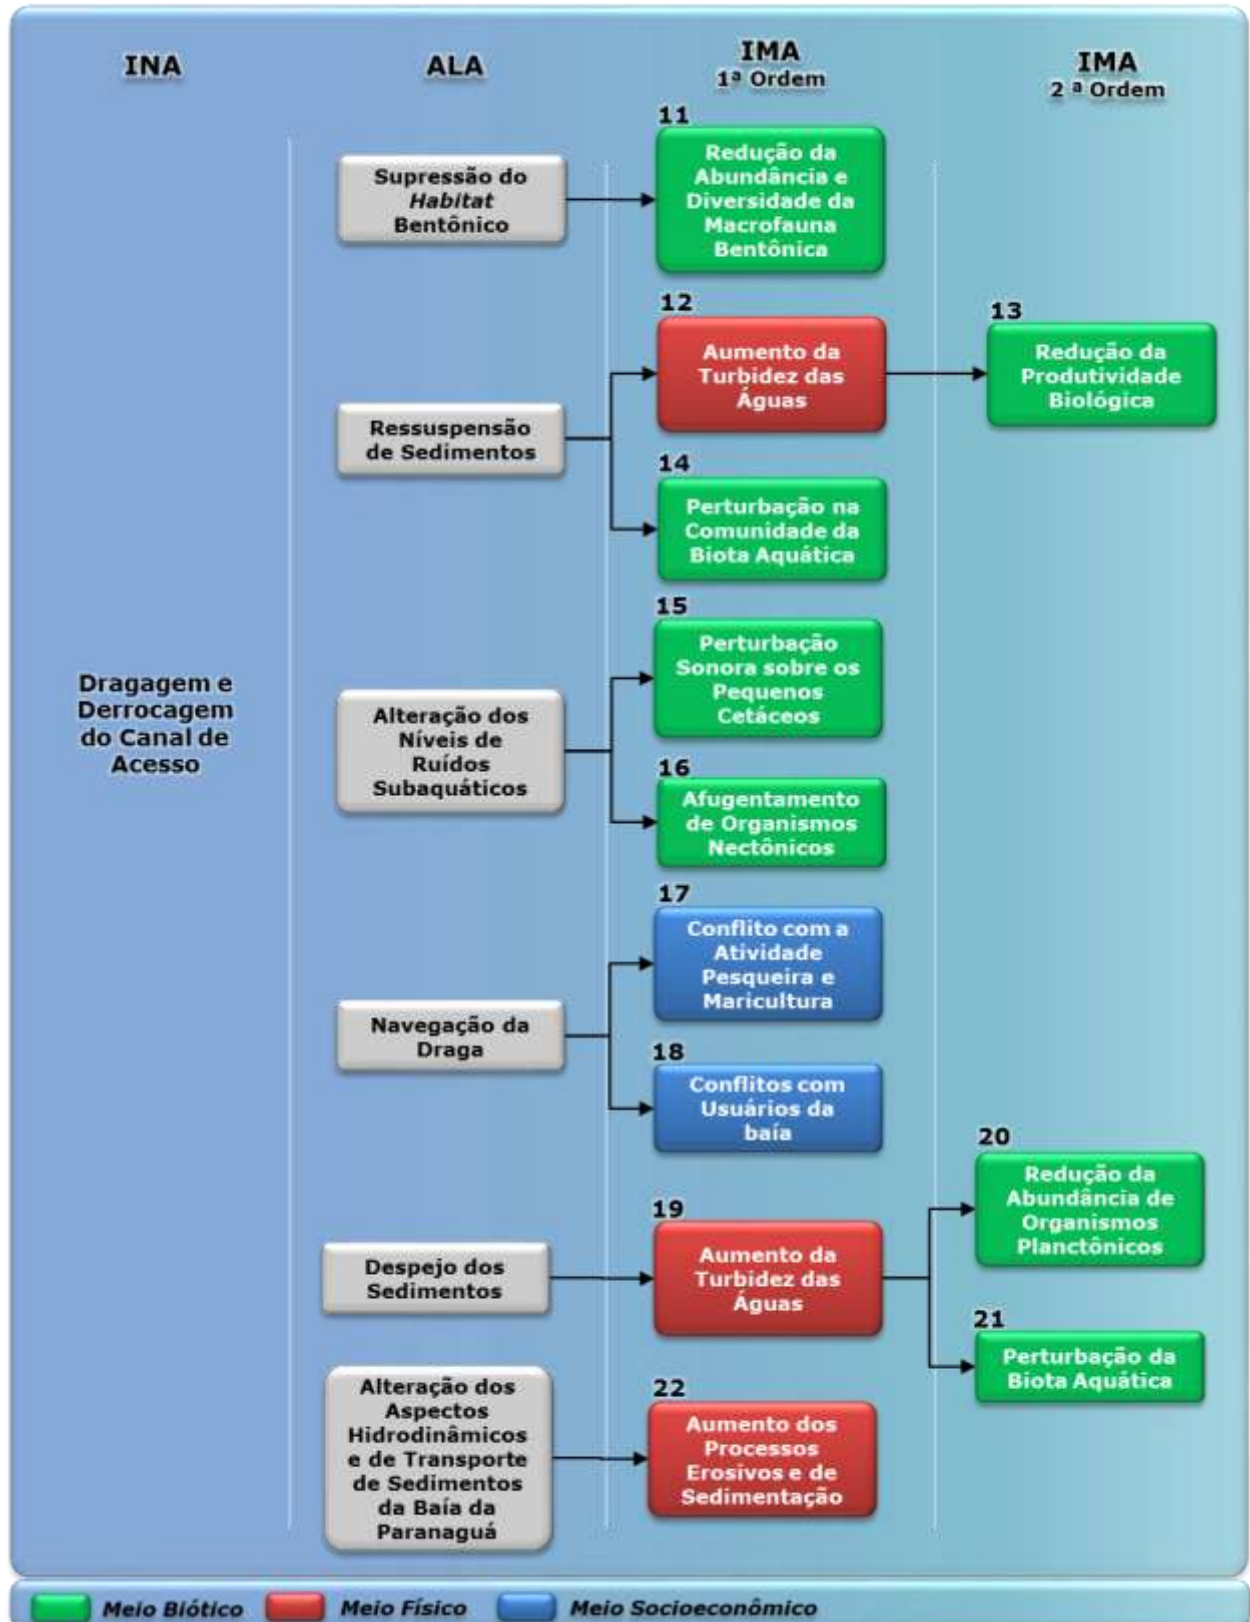 INA
ALA
IMA
1ª Ordem
IMA
2 ª Ordem
Dragagem e
Derrocagem
do Canal de
Acesso
Supressão do
Habitat
Bentônico
11
Redução da
Abundância e
Diversidade da
Macrofauna
Bentônica
Ressuspensão
de Sedimentos
12
Aumento da
Turbidez das
Águas
13
Redução da
Produtividade
Biológica
14
Perturbação na
Comunidade da
Biota Aquática
Alteração dos
Níveis de
Ruídos
Subaquáticos
15
Perturbação
Sonora sobre os
Pequenos
Cetáceos
16
Afugentamento
de Organismos
Nectônicos
Navegação da
Draga
17
Conflito com a
Atividade
Pesqueira e
Maricultura
18
Conflitos com
Usuários da
baía
Despejo dos
Sedimentos
19
Aumento da
Turbidez das
Águas
20
Redução da
Abundância de
Organismos
Planctônicos
21
Perturbação da
Biota Aquática
Alteração dos
Aspectos
Hidrodinâmicos
e de Transporte
de Sedimentos
da Baía da
Paranaguá
22
Aumento dos
Processos
Erosivos e de
Sedimentação
Meio Biótico
Meio Físico
Meio Socioeconômico